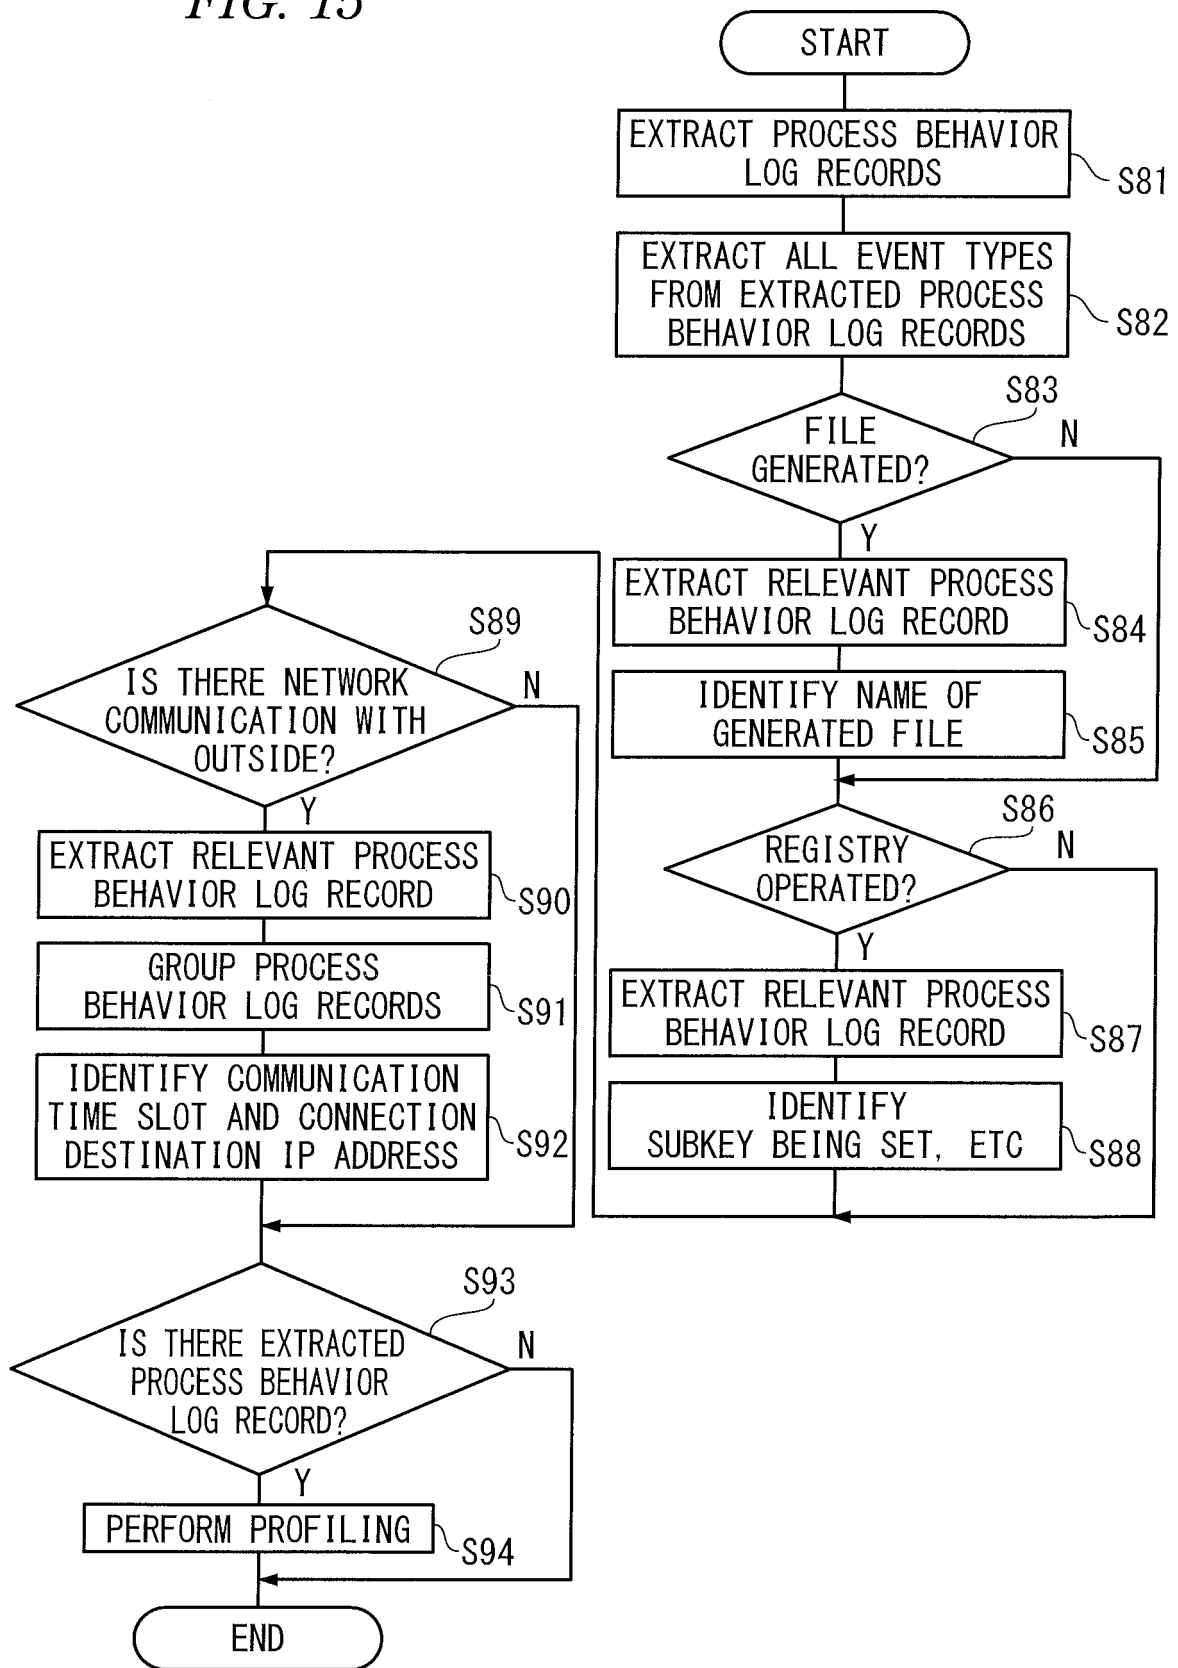 FIG. 15
START
EXTRACT PROCESS BEHAVIOR
LOG RECORDS
S81
EXTRACT ALL EVENT TYPES
FROM EXTRACTED PROCESS
BEHAVIOR LOG RECORDS
S82
S83
FILE
GENERATED?
N
Y
EXTRACT RELEVANT PROCESS
BEHAVIOR LOG RECORD
S84
IDENTIFY NAME OF
GENERATED FILE
S85
S86
REGISTRY
OPERATED?
N
Y
EXTRACT RELEVANT PROCESS
BEHAVIOR LOG RECORD
S87
IDENTIFY
SUBKEY BEING SET, ETC
S88
S89
IS THERE NETWORK
COMMUNICATION WITH
OUTSIDE?
N
Y
EXTRACT RELEVANT PROCESS
BEHAVIOR LOG RECORD
S90
GROUP PROCESS
BEHAVIOR LOG RECORDS
S91
IDENTIFY COMMUNICATION
TIME SLOT AND CONNECTION
DESTINATION IP ADDRESS
S92
S93
IS THERE EXTRACTED
PROCESS BEHAVIOR
LOG RECORD?
N
Y
PERFORM PROFILING
S94
END